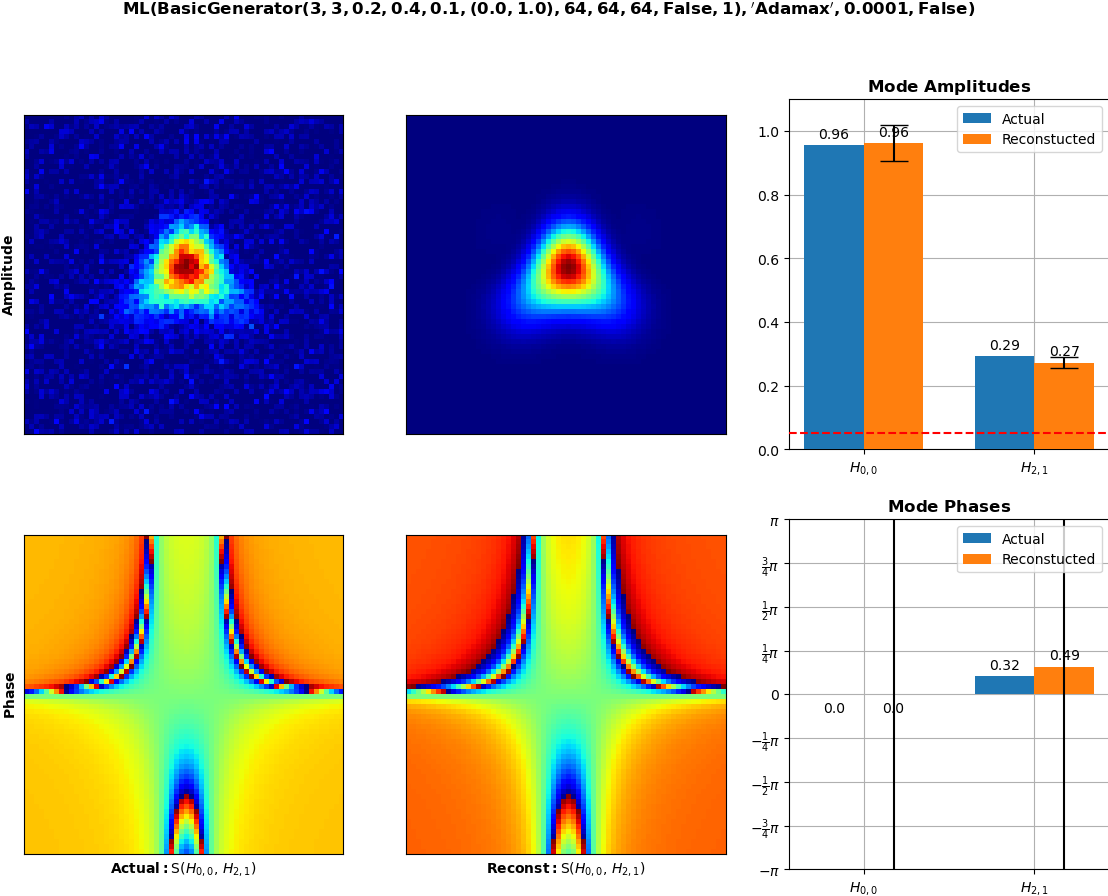 ML(BasicGenerator(3, 3, 0.2, 0.4, 0.1, (0.0, 1.0), 64, 64, 64, False, 1), 'Adamax', 0.0001, False)
Amplitude
Mode Amplitudes
Actual
Reconstucted
1.0
0.8
0.6
0.4
0.2
0.0
0.96
0.96
0.29
0.27
H0,0
H2,1
Phase
Actual: S(H0,0, H2,1)
Reconst: S(H0,0, H2,1)
Mode Phases
Actual
Reconstucted
π
3/4π
1/2π
1/4π
0
−1/4π
−1/2π
−3/4π
−π
0.0
0.0
0.32
0.49
H0,0
H2,1